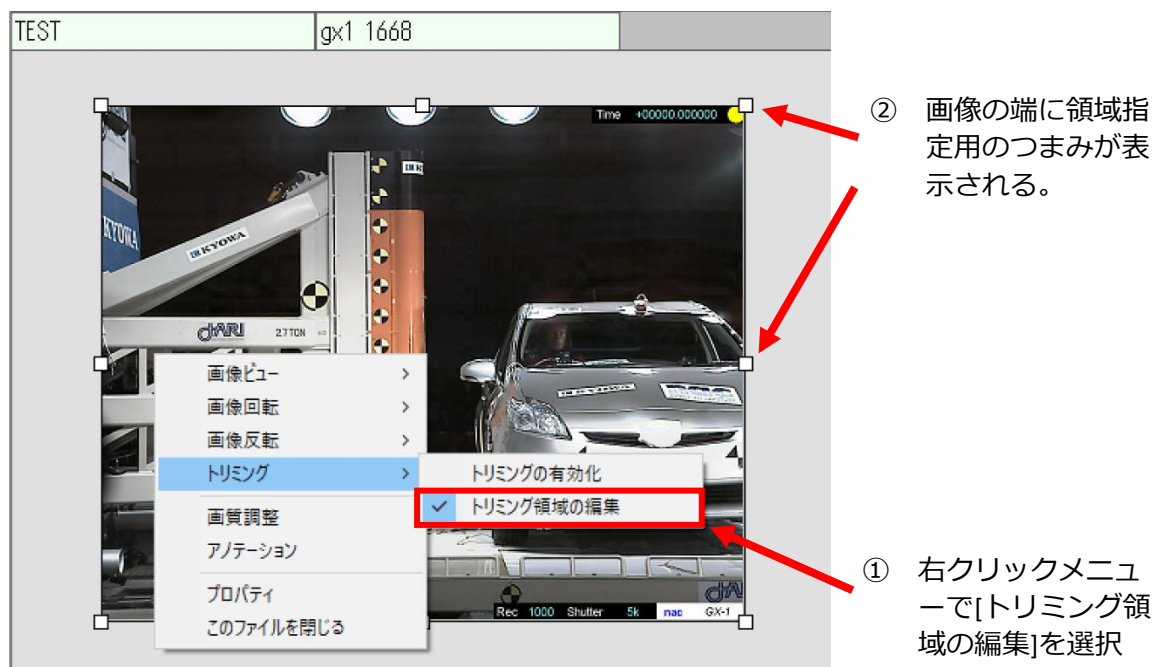 TEST
gx1 1668
Time +00000.000000
② 画像の端に領域指
定用のつまみが表
示される。
KYOWA
KYOWA
JARI 2.7TON
画像ビュー >
画像回転 >
画像反転 >
トリミング >
トリミングの有効化
✓ トリミング領域の編集
画質調整
アノテーション
プロパティ
このファイルを閉じる
Rec 1000 Shutter 5k nac GX-1
① 右クリックメニュ
ーで[トリミング領
域の編集]を選択